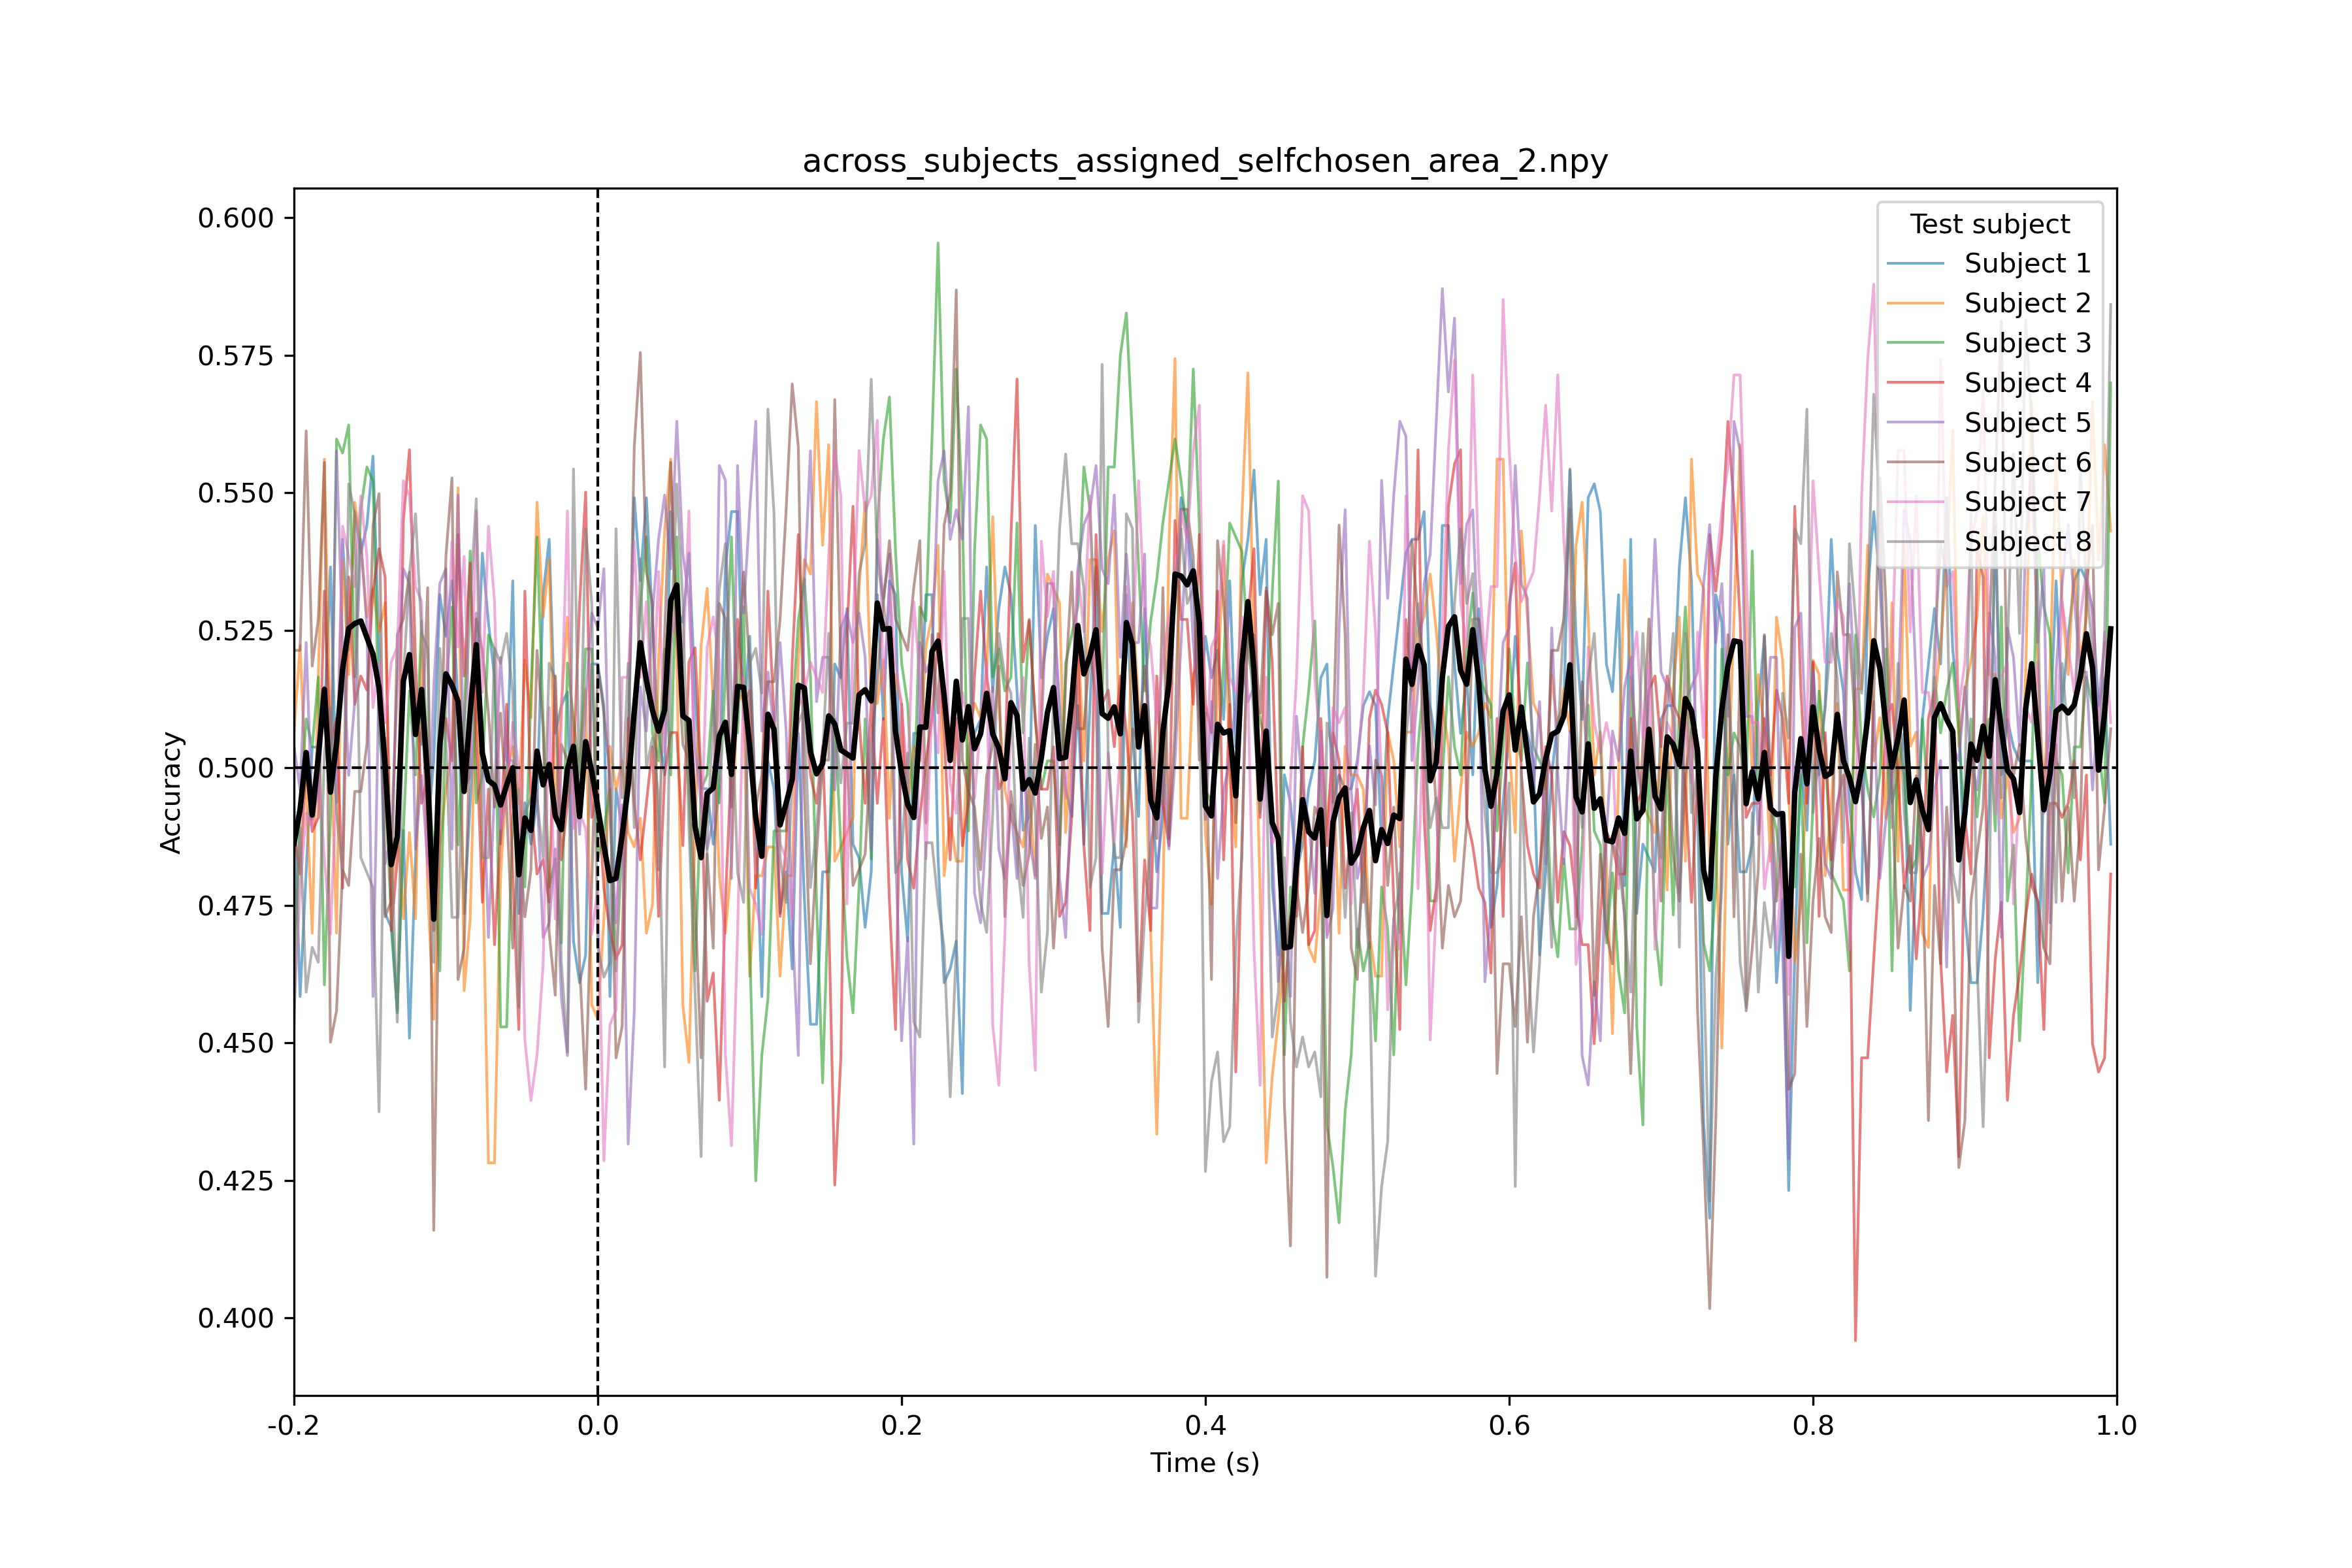 across_subjects_assigned_selfchosen_area_2.npy
Test subject
Subject 1
Subject 2
Subject 3
Subject 4
Subject 5
Subject 6
Subject 7
Subject 8
Accuracy
0.600
0.575
0.550
0.525
0.500
0.475
0.450
0.425
0.400
-0.2
0.0
0.2
0.4
0.6
0.8
1.0
Time (s)